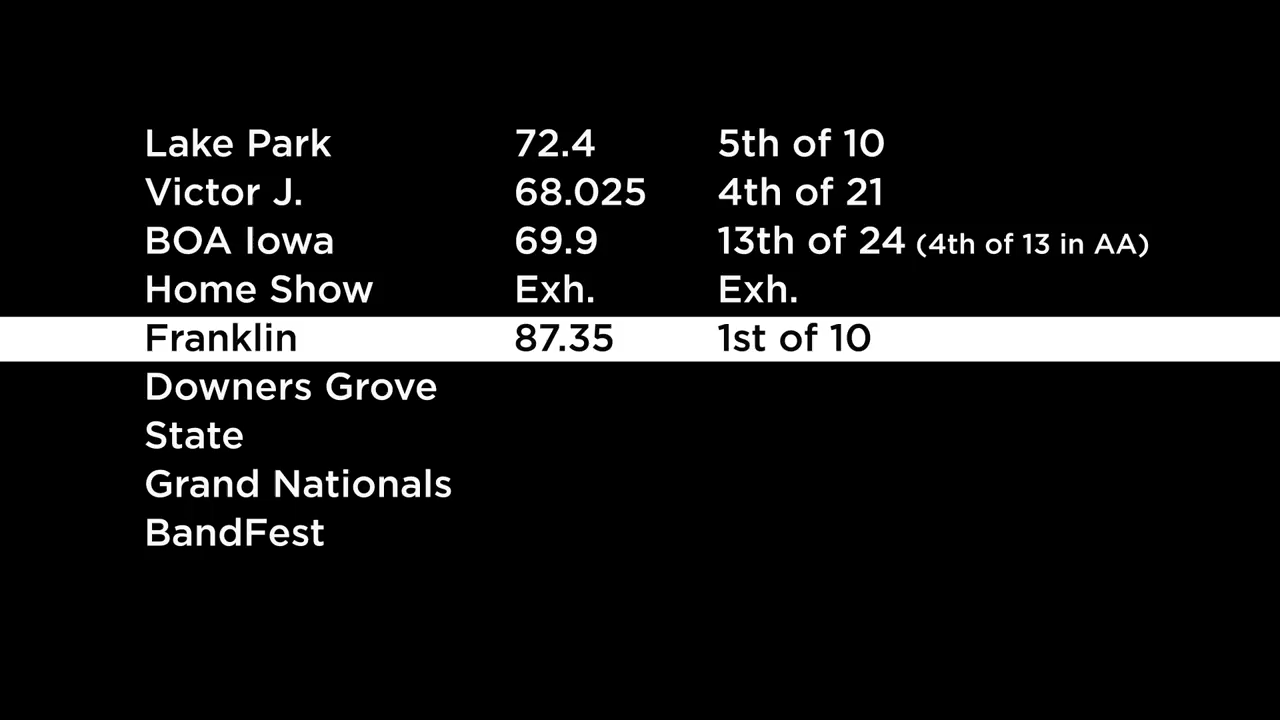 Lake Park 72.4 5th of 10
Victor J. 68.025 4th of 21
BOA Iowa 69.9 13th of 24 (4th of 13 in AA)
Home Show Exh. Exh.
Franklin 87.35 1st of 10
Downers Grove
State
Grand Nationals
BandFest